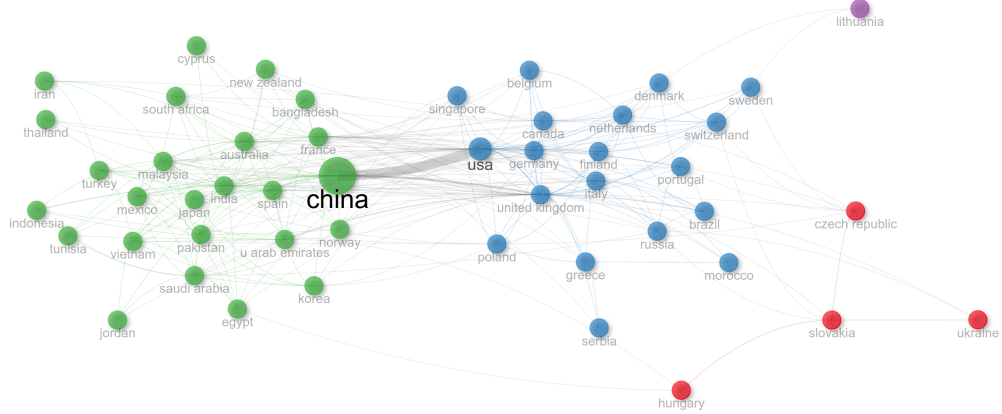 lithuania
cyprus
new zealand
iran
south africa
bangladesh
thailand
belgium
singapore
denmark
sweden
canada
netherlands
switzerland
australia
france
usa
germany
finland
turkey
malaysia
india
spain
china
italy
portugal
mexico
japan
united kingdom
indonesia
tunisia
vietnam
pakistan
u arab emirates
norway
poland
brazil
russia
czech republic
greece
morocco
saudi arabia
korea
jordan
egypt
serbia
slovakia
ukraine
hungary